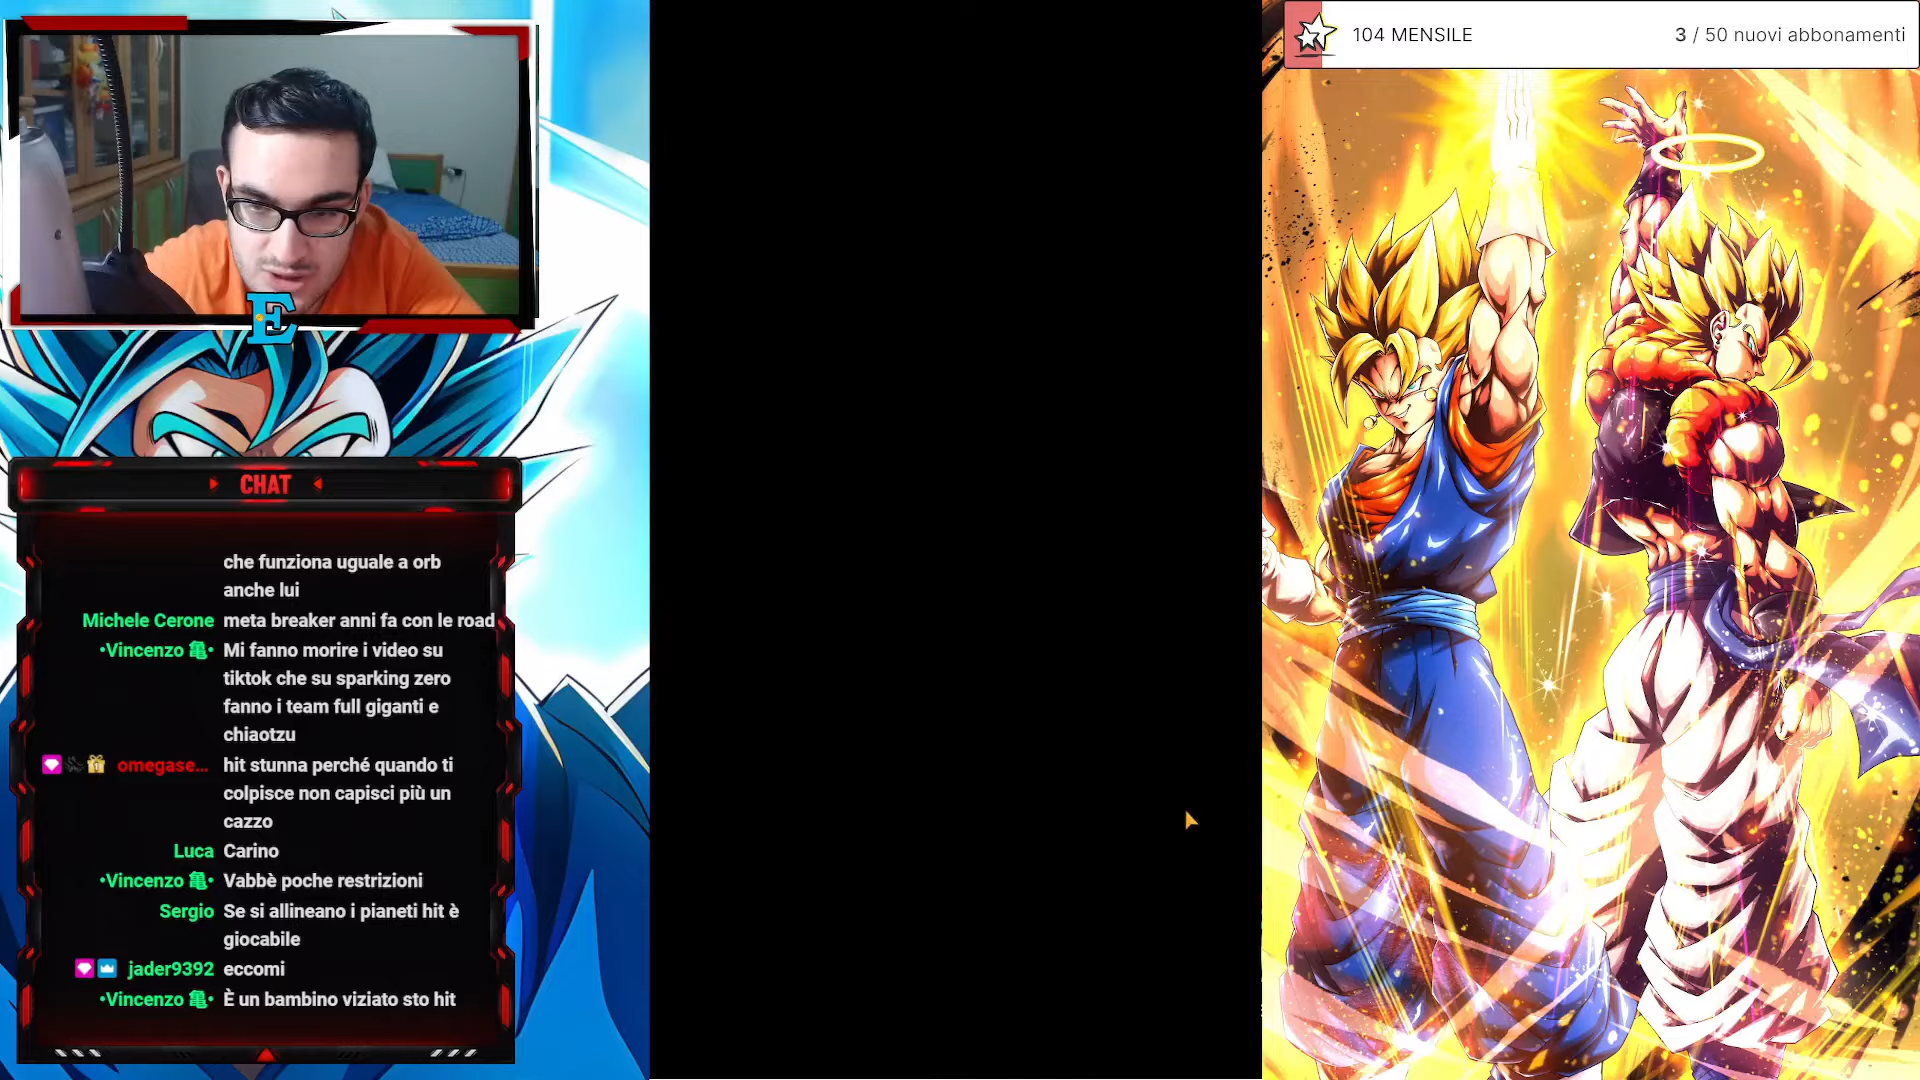 104 MENSILE
3 / 50 nuovi abbonamenti
E
CHAT
che funziona uguale a orb
anche lui
Michele Cerone meta breaker anni fa con le road
•Vincenzo 亀• Mi fanno morire i video su
tiktok che su sparking zero
fanno i team full giganti e
chiaotzu
omegase... hit stunna perché quando ti
colpisce non capisci più un
cazzo
Luca Carino
•Vincenzo 亀• Vabbè poche restrizioni
Sergio Se si allineano i pianeti hit è
giocabile
jader9392 eccomi
•Vincenzo 亀• È un bambino viziato sto hit